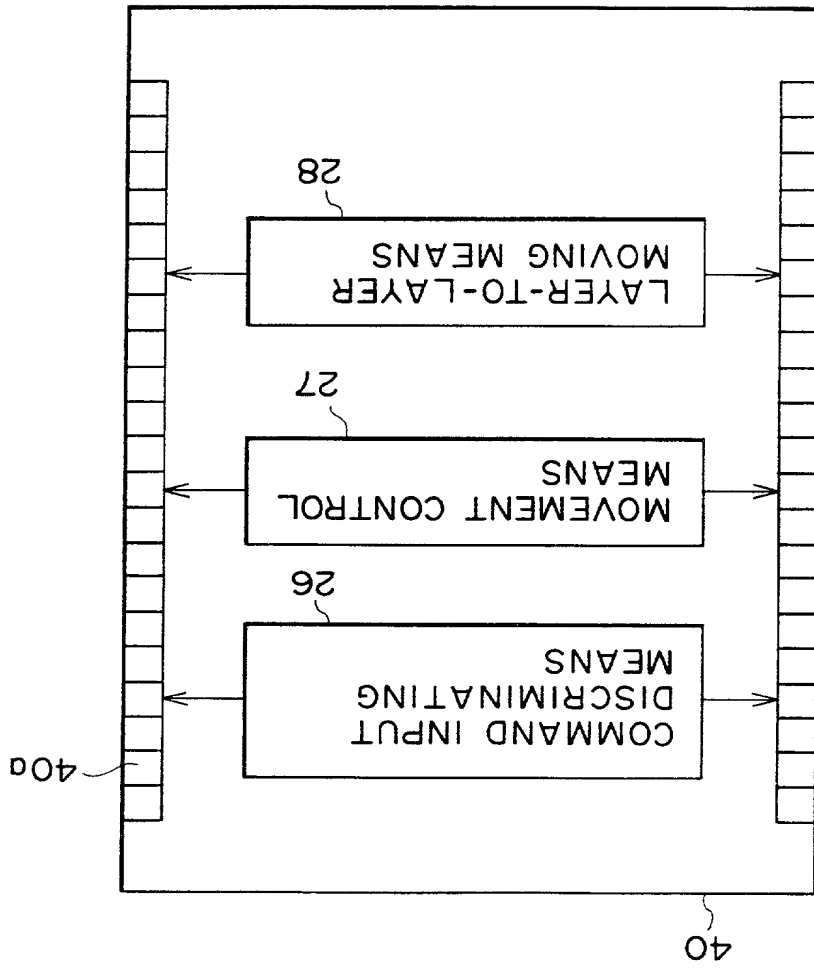 40
40a
COMMAND INPUT
DISCRIMINATING
MEANS
26
MOVEMENT CONTROL
MEANS
27
LAYER-TO-LAYER
MOVING MEANS
28